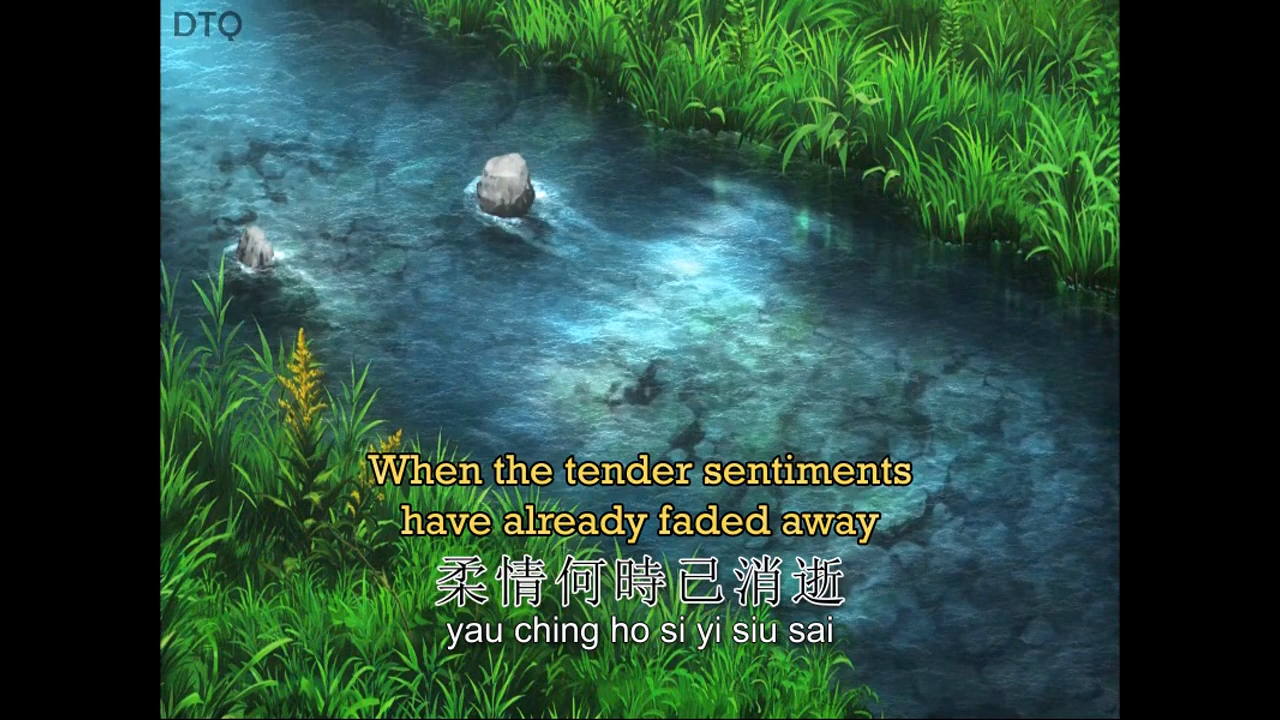 DTQ
When the tender sentiments
have already faded away
柔情何時已消逝
yau ching ho si yi siu sai